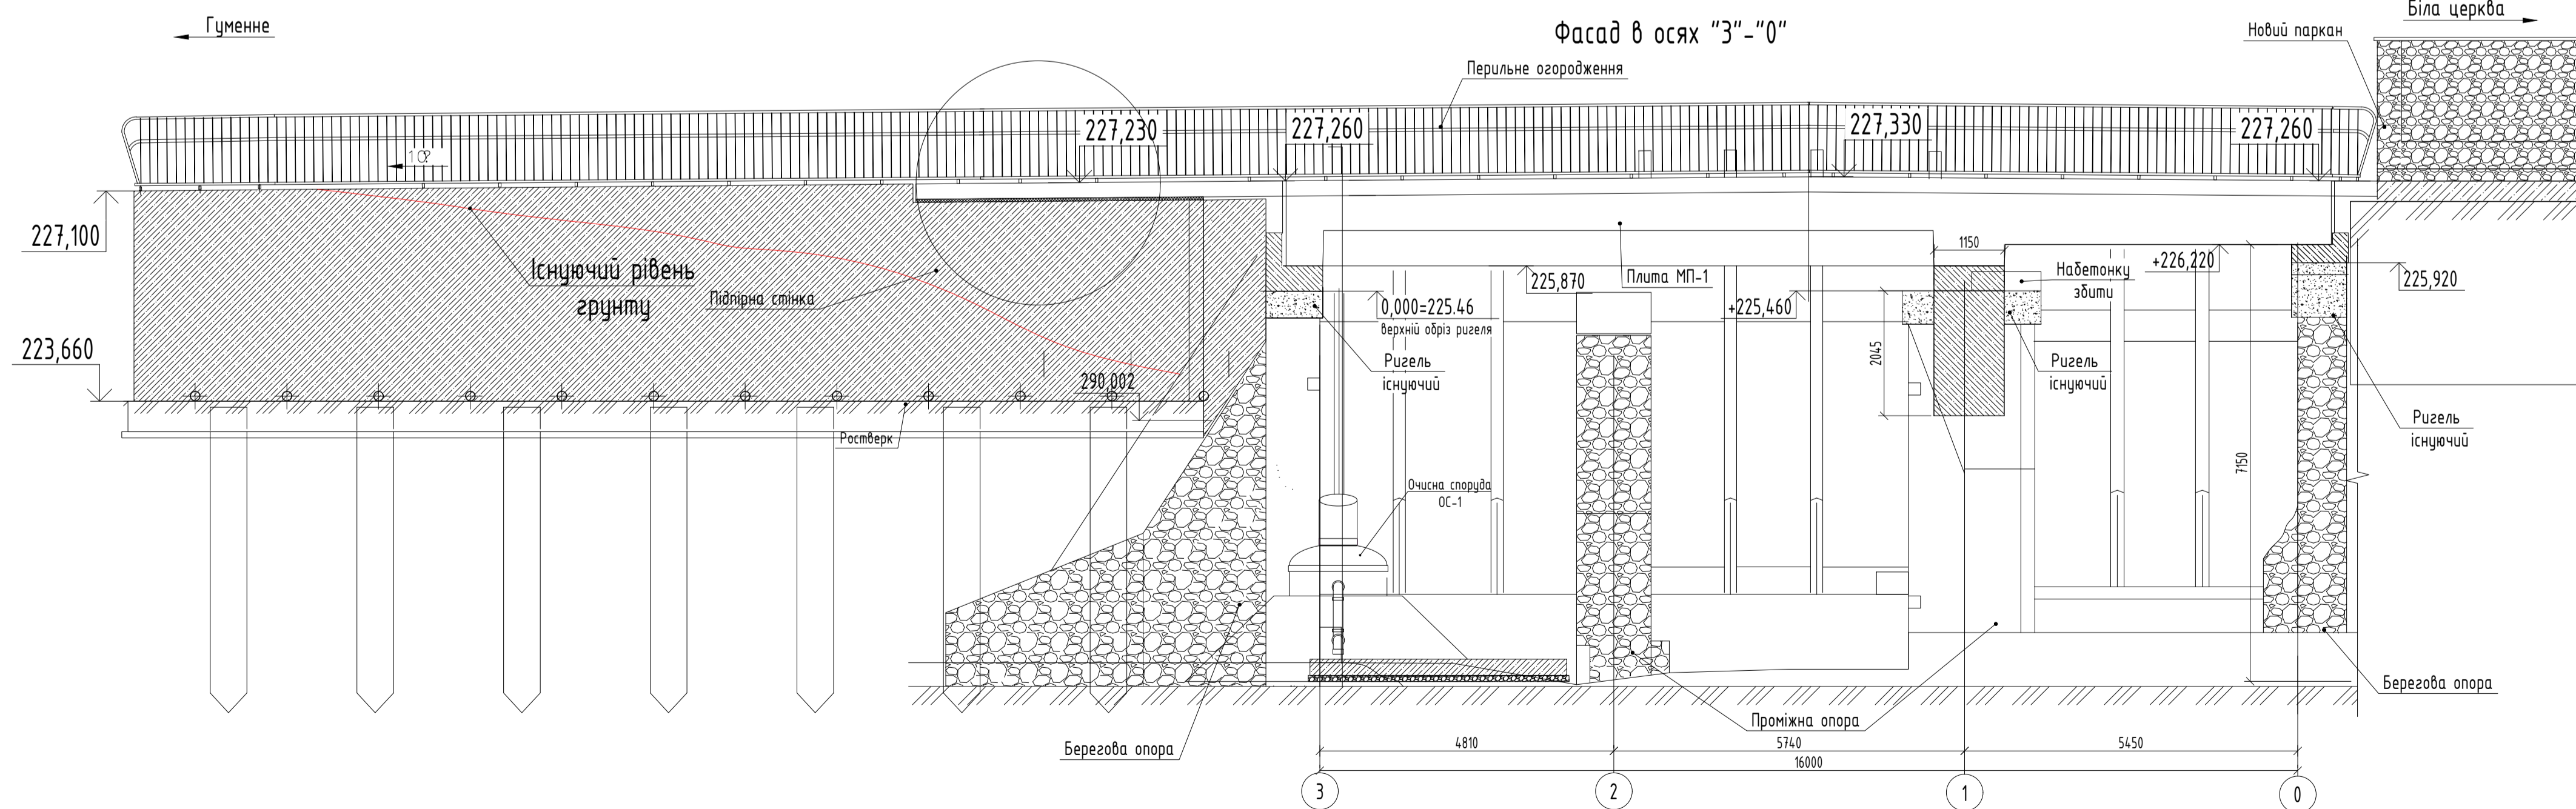 Гуменне
Фасад в осях "3"-"0"
Біла церква
Новий паркан
Перильне огородження
227,230
227,260
227,330
227,260
227,100
Існуючий рівень
грунту
Підпірна стінка
223,660
290,002
Ростверк
225,870
Плита МП-1
0,000=225.46
верхній обріз ригеля
Ригель
існуючий
+225,460
1150
2045
Набетонку
збити
+226,220
225,920
Ригель
існуючий
Ригель
існуючий
7150
Очисна споруда
ОС-1
Берегова опора
Проміжна опора
Берегова опора
4810
5740
5450
16000
3
2
1
0